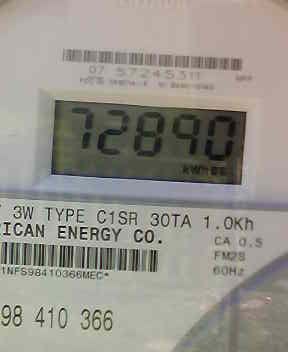 07 57245311
72890
kWhrs
3W TYPE C1SR 30TA 1.0Kh
RICAN ENERGY CO.
CA 0.5
FM2S
60Hz
1NFS98410366MEC*
98 410 366